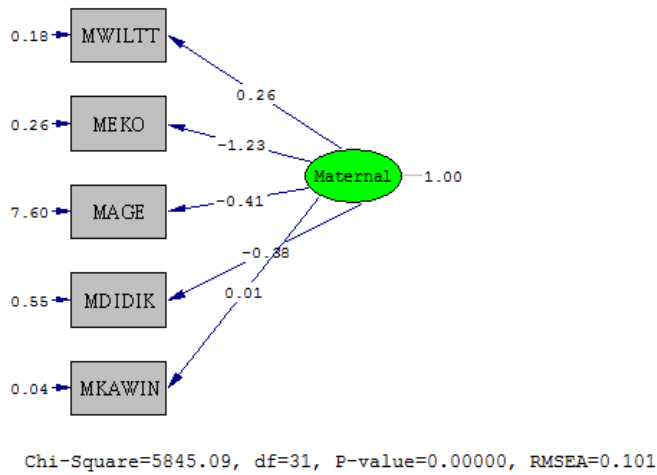 0.18 MWILTT
0.26
0.26 MEKO
-1.23
Maternal 1.00
7.60 MAGE
-0.41
-0.38
0.55 MDIDIK
0.01
0.04 MKAWIN
Chi-Square=5845.09, df=31, P-value=0.00000, RMSEA=0.101